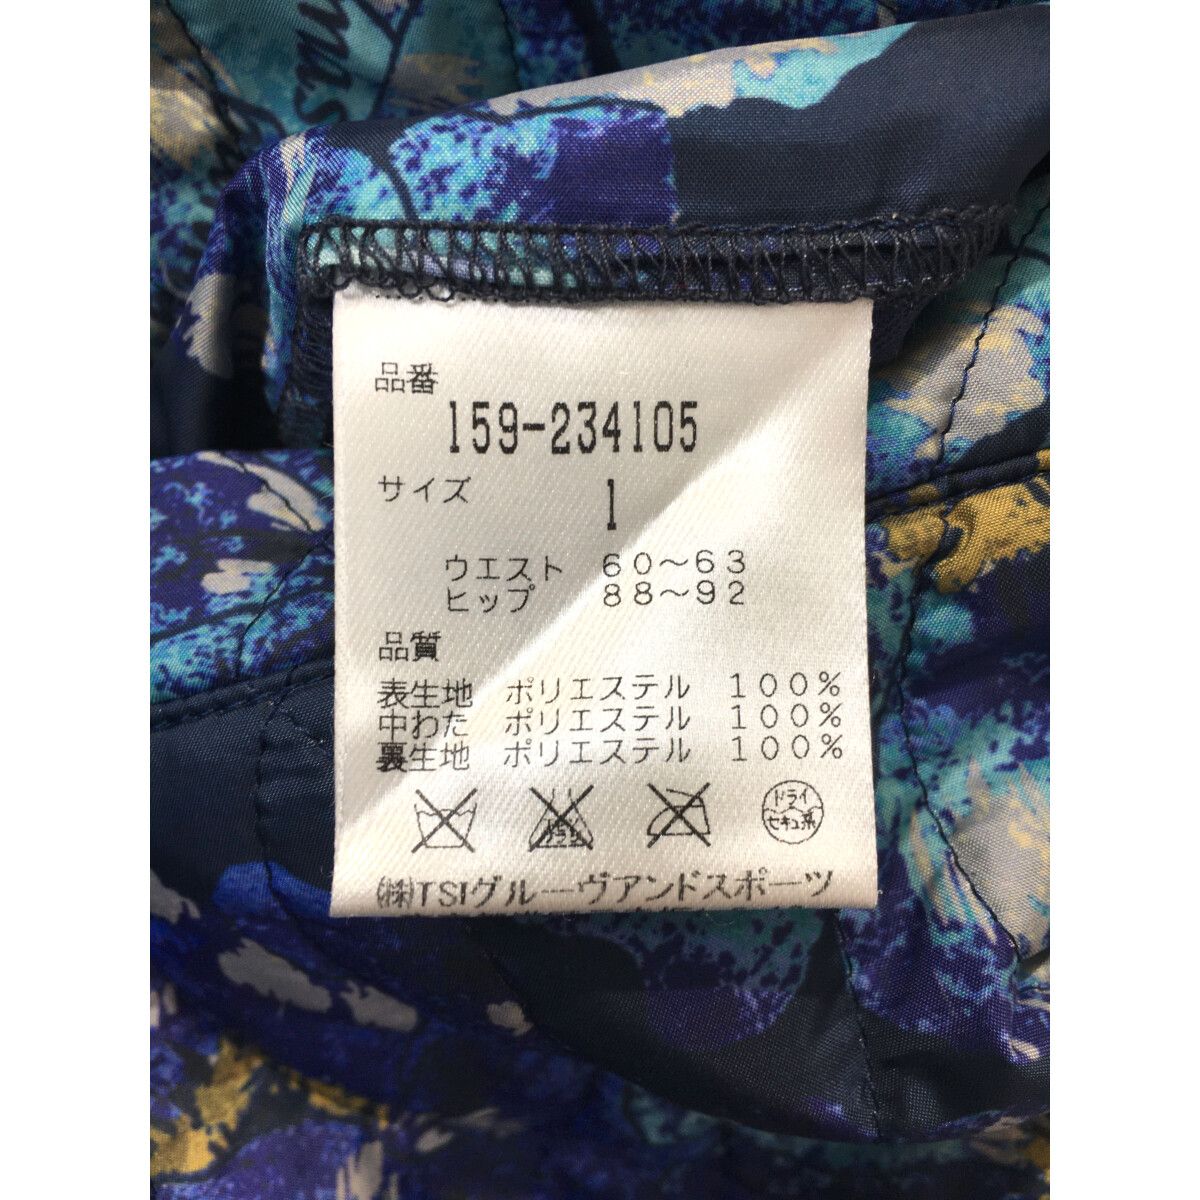 品番
159-234105
サイズ 1
ウエスト 60〜63
ヒップ 88〜92
品質
表生地 ポリエステル 100%
中わた ポリエステル 100%
裏生地 ポリエステル 100%
ドライ
セキユ系
㈱TSIグルーヴアンドスポーツ